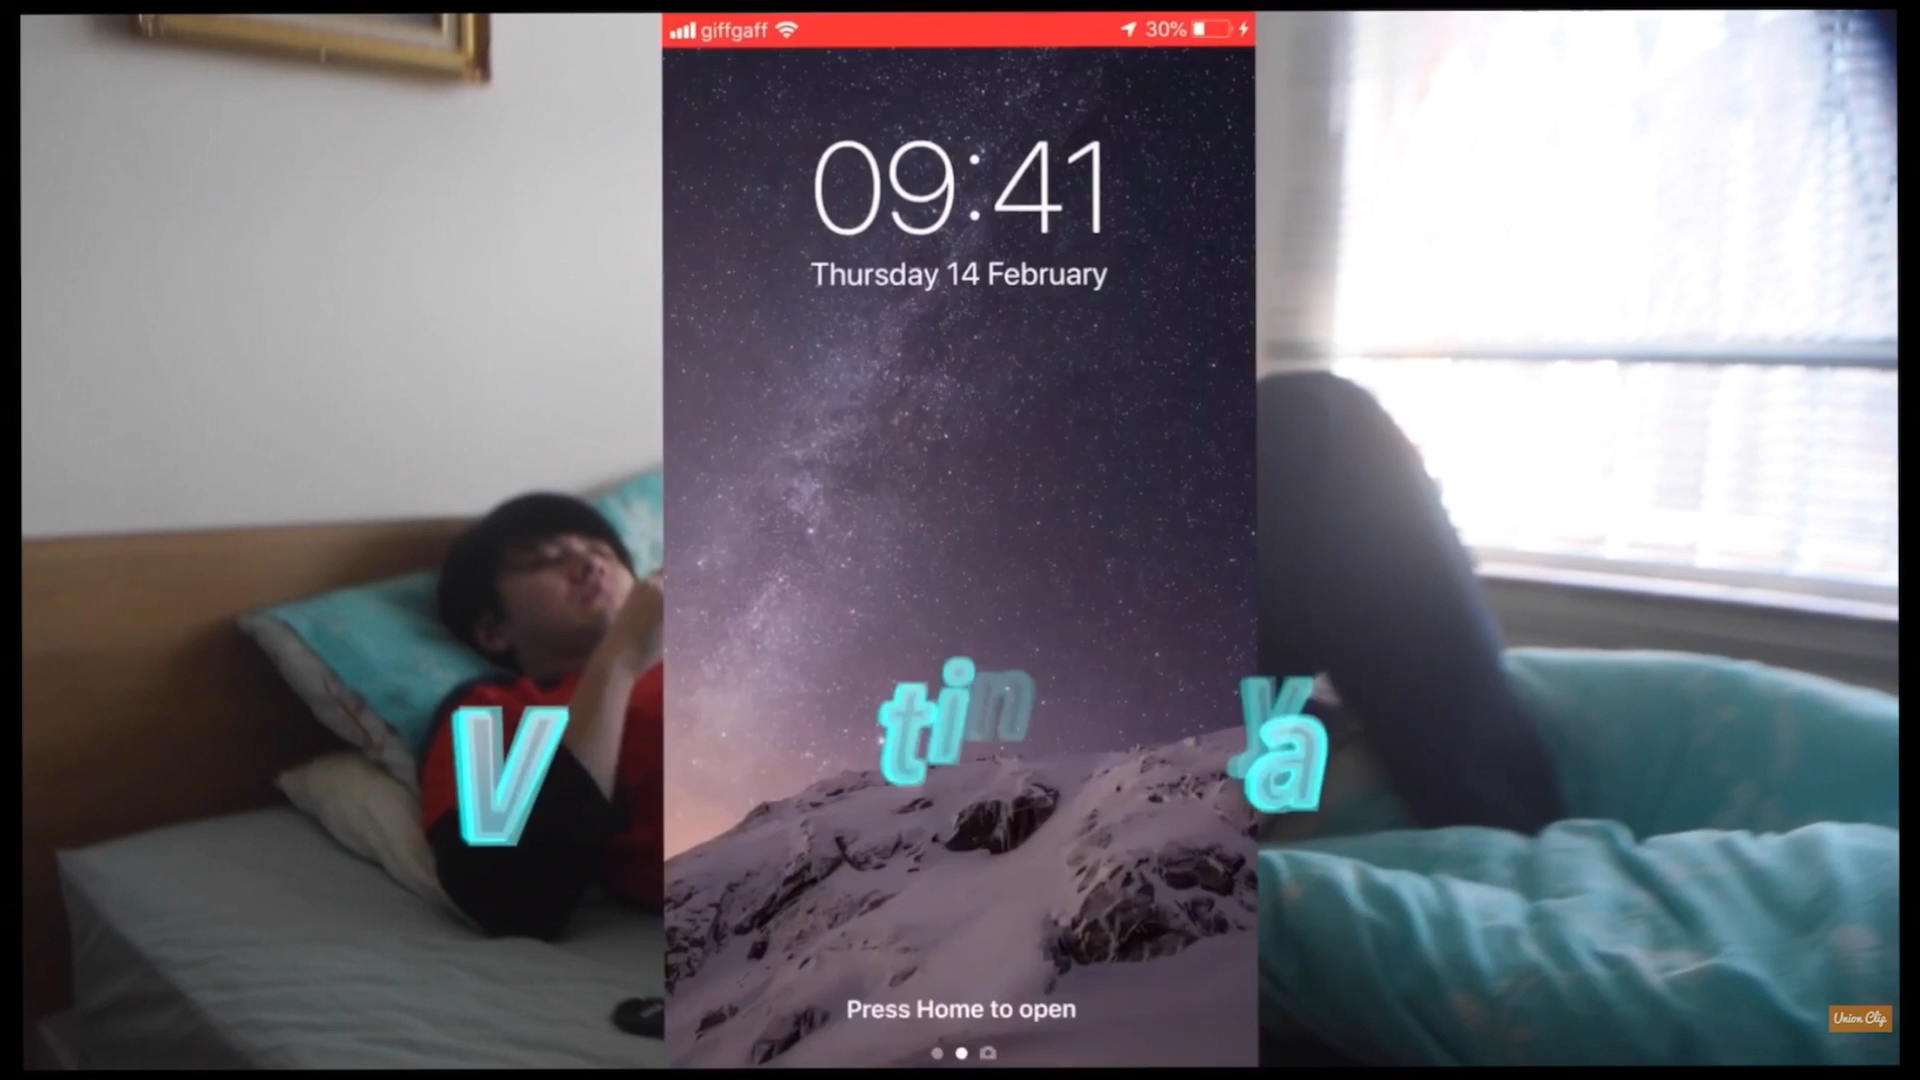 giffgaff 30%
09:41
Thursday 14 February
V tin y a
Press Home to open
Union Clip